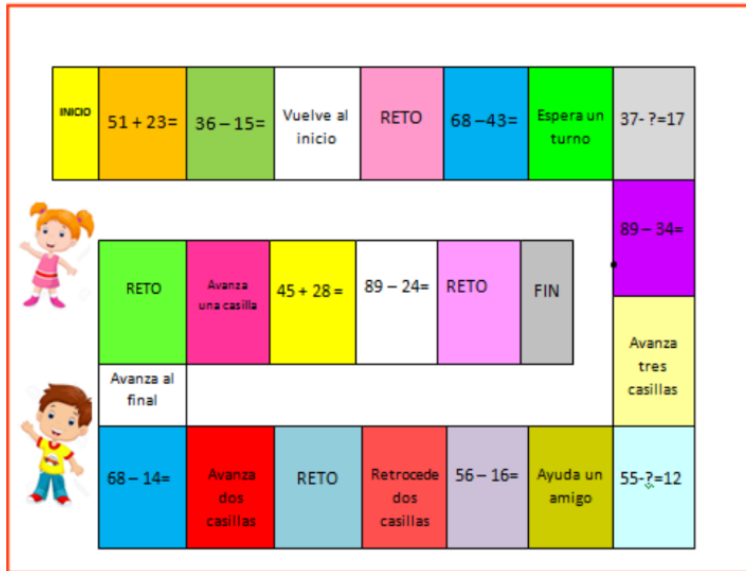 INICIO
51 + 23=
36 – 15=
Vuelve al
inicio
RETO
68 –43=
Espera un
turno
37- ?=17
89 – 34=
Avanza
tres
casillas
55-?=12
Ayuda un
amigo
56 – 16=
Retrocede
dos
casillas
RETO
Avanza
dos
casillas
68 – 14=
Avanza al
final
RETO
Avanza
una casilla
45 + 28 =
89 – 24=
RETO
FIN